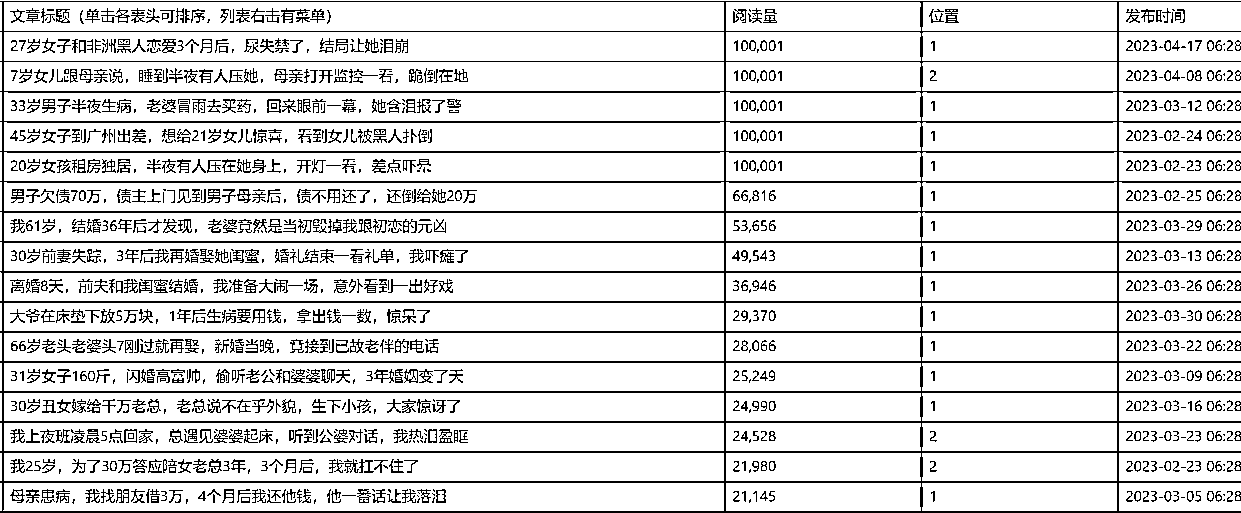 文章标题（单击各表头可排序，列表右击有菜单） 阅读量 位置 发布时间
27岁女子和非洲黑人恋爱3个月后，尿失禁了，结局让她泪崩 100,001 1 2023-04-17 06:28
7岁女儿跟母亲说，睡到半夜有人压她，母亲打开监控一看，跪倒在地 100,001 2 2023-04-08 06:28
33岁男子半夜生病，老婆冒雨去买药，回来眼前一幕，她含泪报了警 100,001 1 2023-03-12 06:28
45岁女子到广州出差，想给21岁女儿惊喜，看到女儿被黑人扑倒 100,001 1 2023-02-24 06:28
20岁女孩租房独居，半夜有人压在她身上，开灯一看，差点吓晕 100,001 1 2023-02-23 06:28
男子欠债70万，债主上门见到男子母亲后，债不用还了，还倒给她20万 66,816 1 2023-02-25 06:28
我61岁，结婚36年后才发现，老婆竟然是当初毁掉我跟初恋的元凶 53,656 1 2023-03-29 06:28
30岁前妻失踪，3年后我再婚娶她闺蜜，婚礼结束一看礼单，我吓瘫了 49,543 1 2023-03-13 06:28
离婚8天，前夫和我闺蜜结婚，我准备大闹一场，意外看到一出好戏 36,946 1 2023-03-26 06:28
大爷在床垫下放5万块，1年后生病要用钱，拿出钱一数，惊呆了 29,370 1 2023-03-30 06:28
66岁老头老婆头7刚过就再娶，新婚当晚，竟接到已故老伴的电话 28,066 1 2023-03-22 06:28
31岁女子160斤，闪婚高富帅，偷听老公和婆婆聊天，3年婚姻变了天 25,249 1 2023-03-09 06:28
30岁丑女嫁给千万老总，老总说不在乎外貌，生下小孩，大家惊讶了 24,990 1 2023-03-16 06:28
我上夜班凌晨5点回家，总遇见婆婆起床，听到公婆对话，我热泪盈眶 24,528 2 2023-03-23 06:28
我25岁，为了30万答应陪女老总3年，3个月后，我就扛不住了 21,980 2 2023-02-23 06:28
母亲患病，我找朋友借3万，4个月后我还他钱，他一番话让我落泪 21,145 1 2023-03-05 06:28